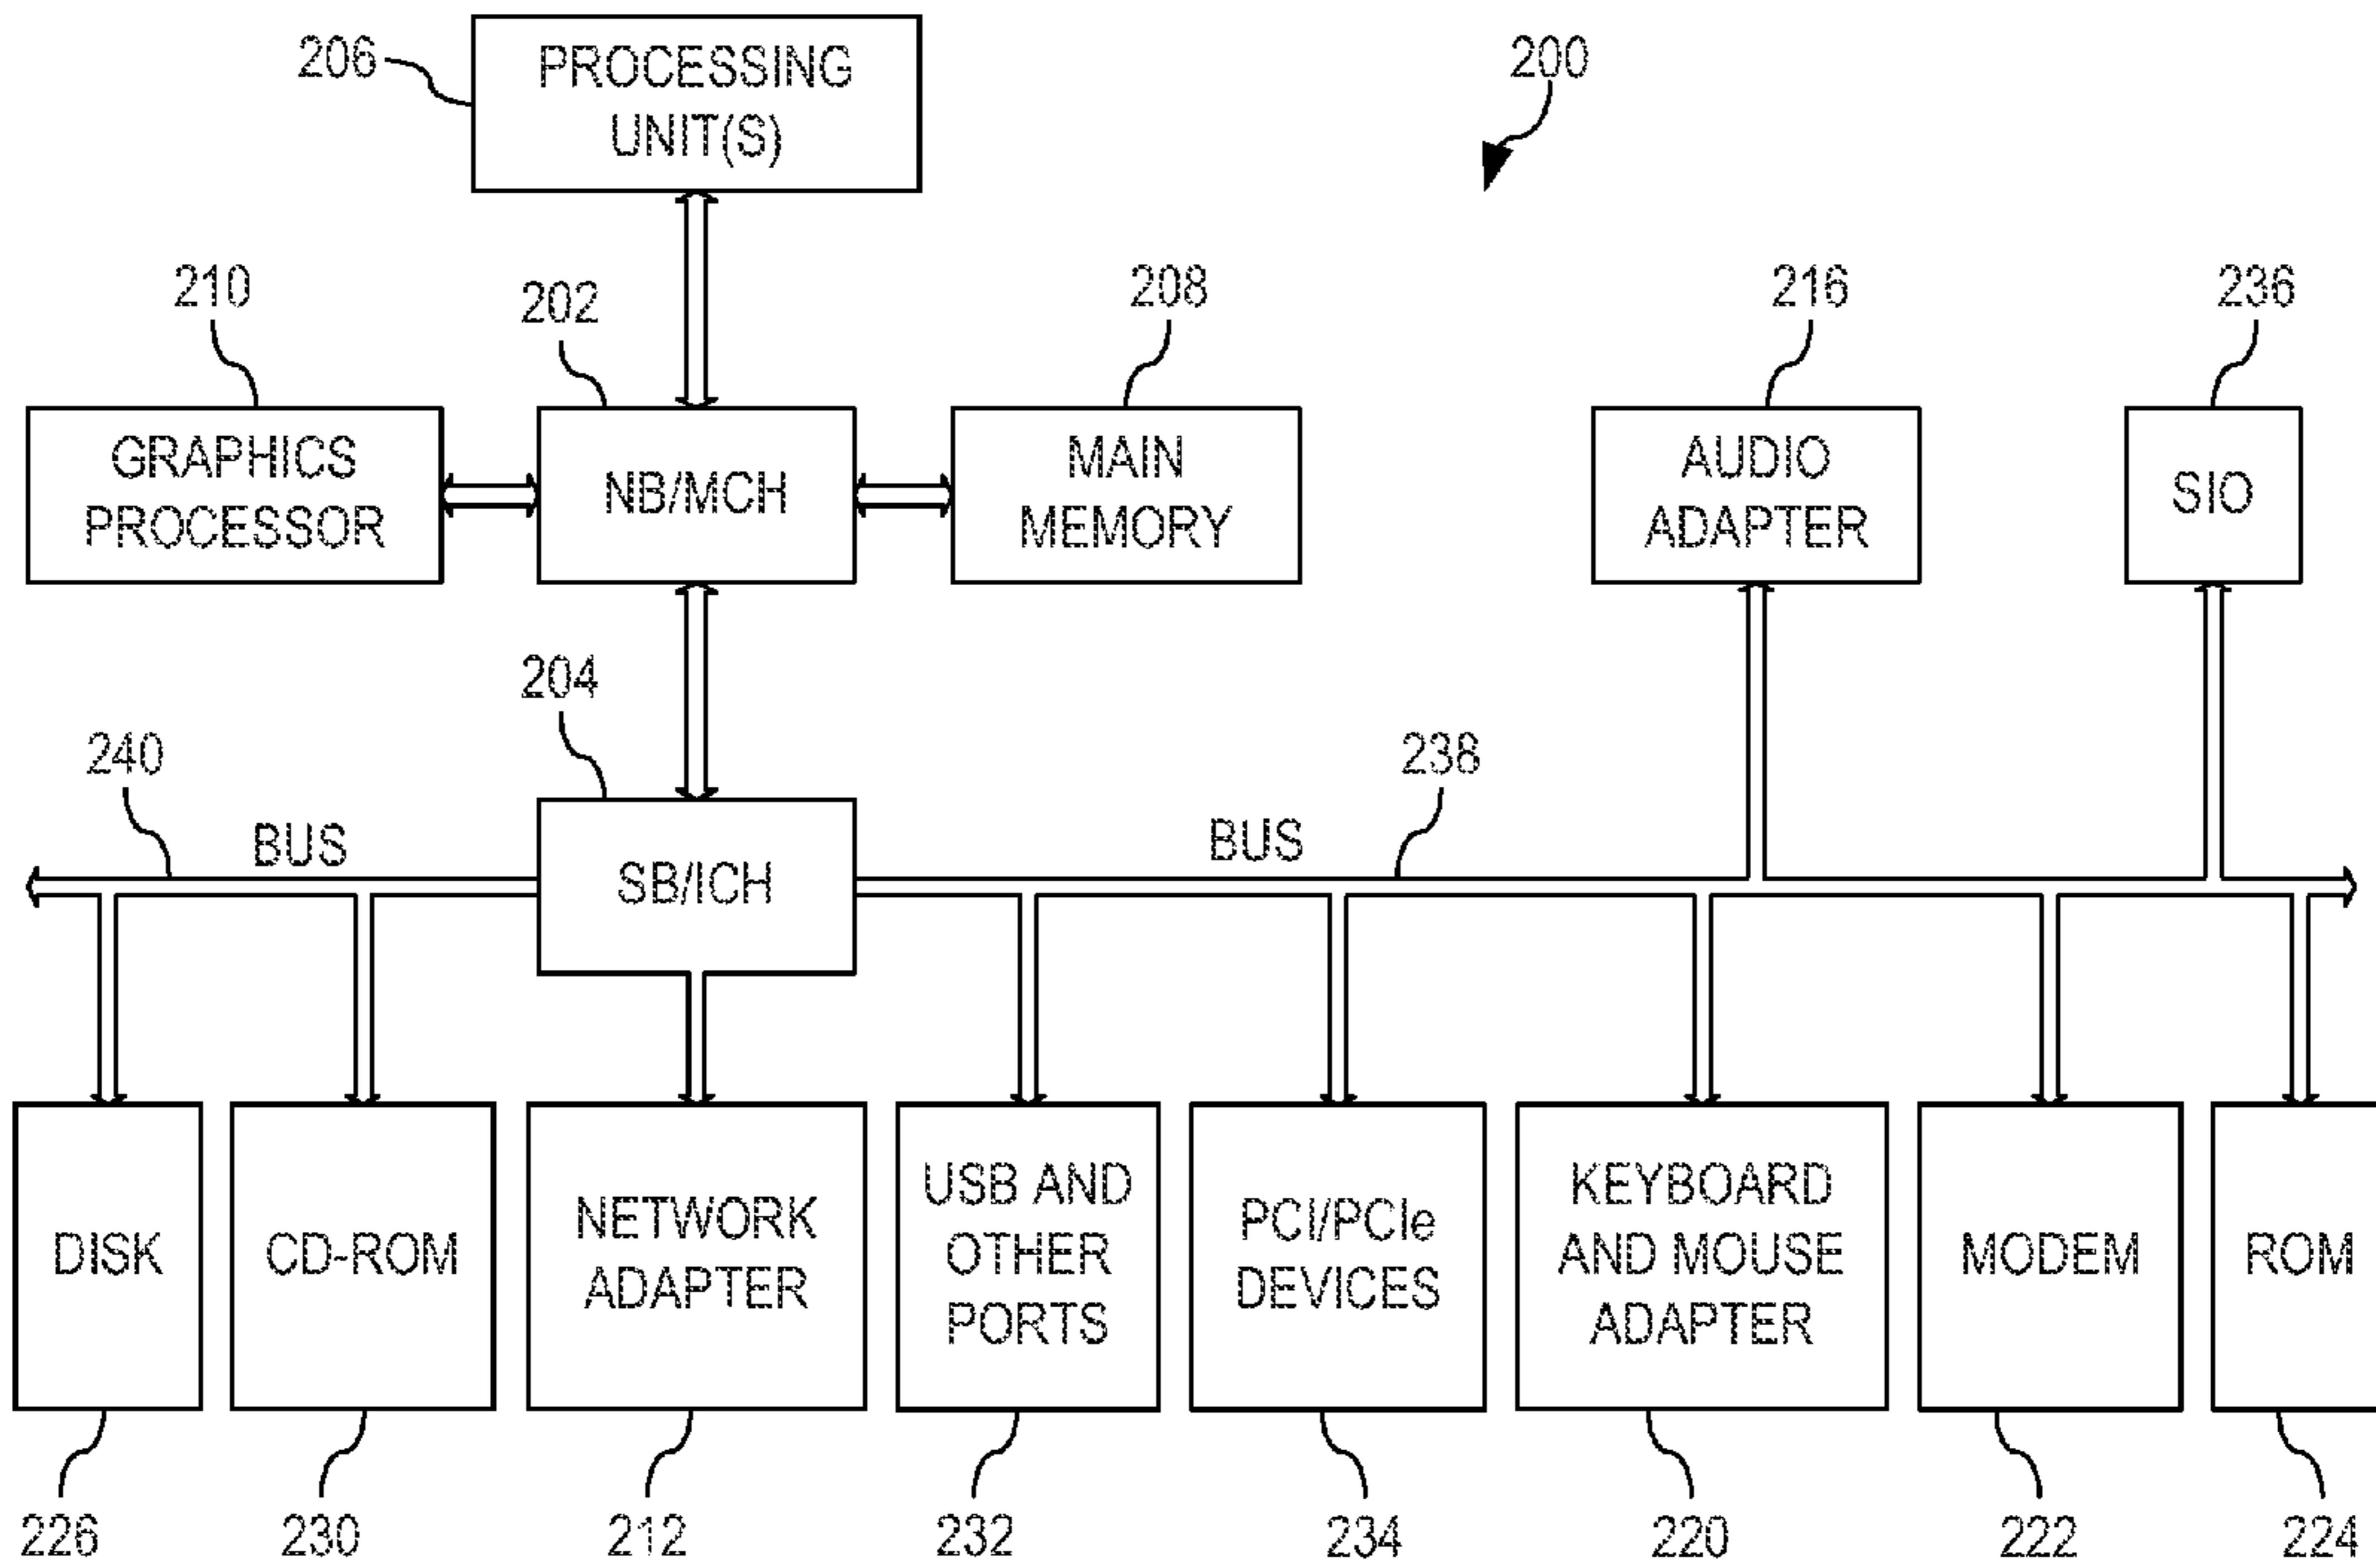 206
PROCESSING
UNIT(S)
200
210
202
208
216
236
GRAPHICS
PROCESSOR
NB/MCH
MAIN
MEMORY
AUDIO
ADAPTER
SIO
204
240
238
BUS
SB/ICH
BUS
DISK
CD-ROM
NETWORK
ADAPTER
USB AND
OTHER
PORTS
PCI/PCIe
DEVICES
KEYBOARD
AND MOUSE
ADAPTER
MODEM
ROM
226
230
212
232
234
220
222
224